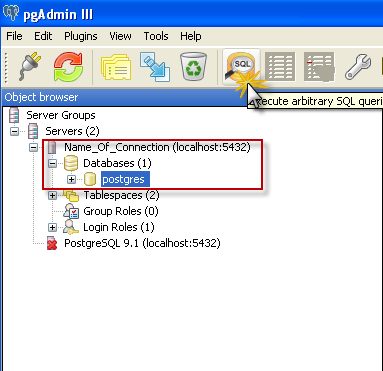 pgAdmin III
File Edit Plugins View Tools Help
SQL
execute arbitrary SQL queri
Object browser
Server Groups
Servers (2)
Name_Of_Connection (localhost:5432)
Databases (1)
postgres
Tablespaces (2)
Group Roles (0)
Login Roles (1)
PostgreSQL 9.1 (localhost:5432)